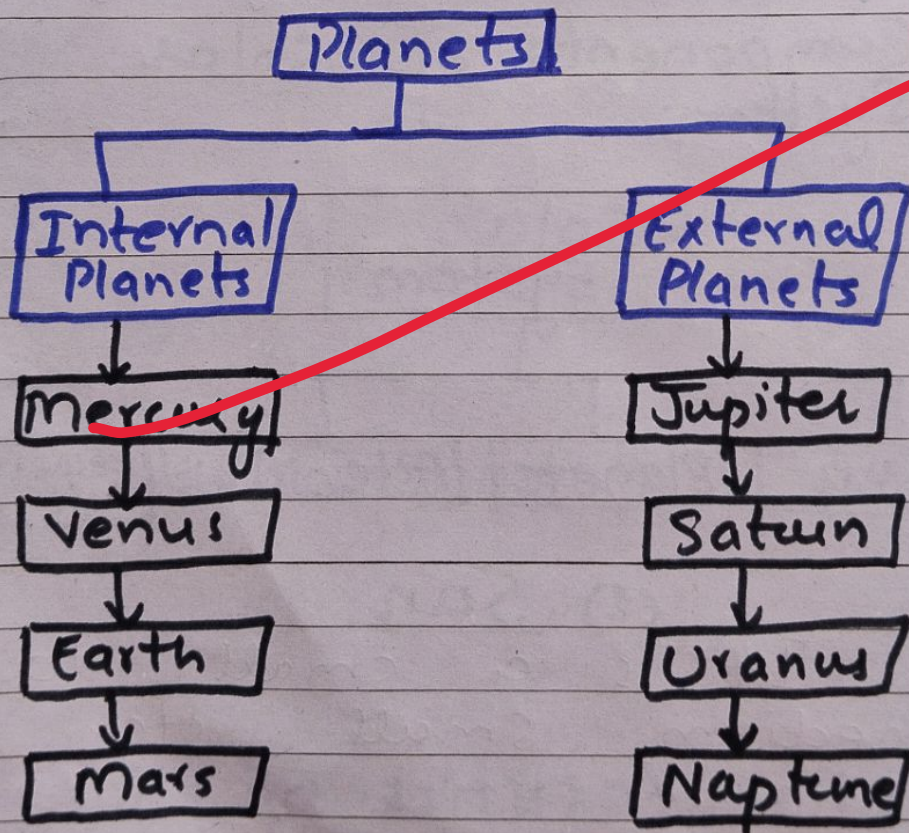 Planets
Internal
Planets
External
Planets
Mercury
Jupiter
Venus
Saturn
Earth
Uranus
Mars
Naptune